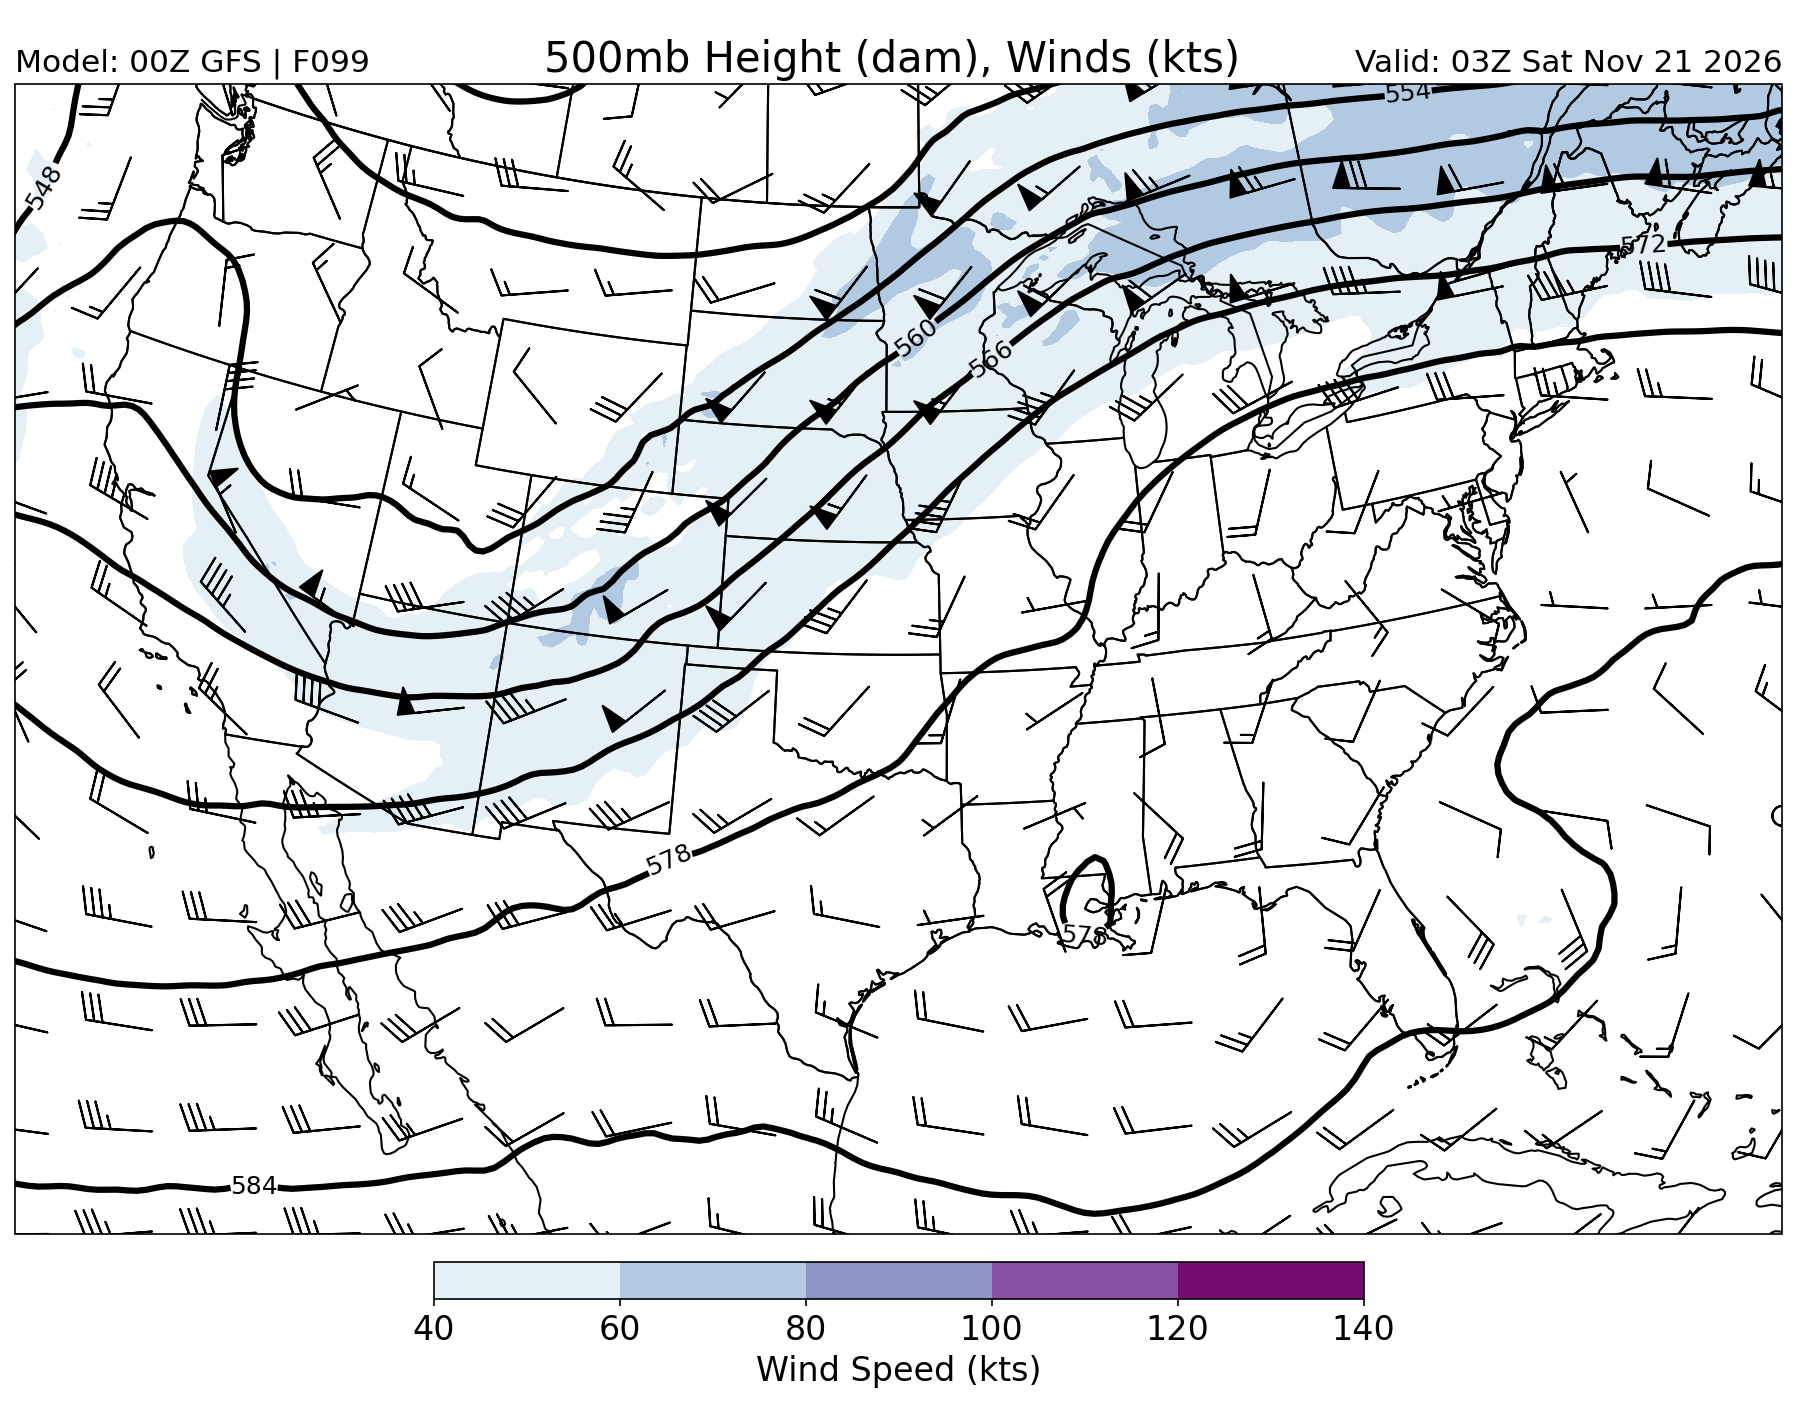 Model: 00Z GFS | F099
500mb Height (dam), Winds (kts)
Valid: 03Z Sat Nov 21 2026
554
548
572
560
566
578
578
584
40 60 80 100 120 140
Wind Speed (kts)